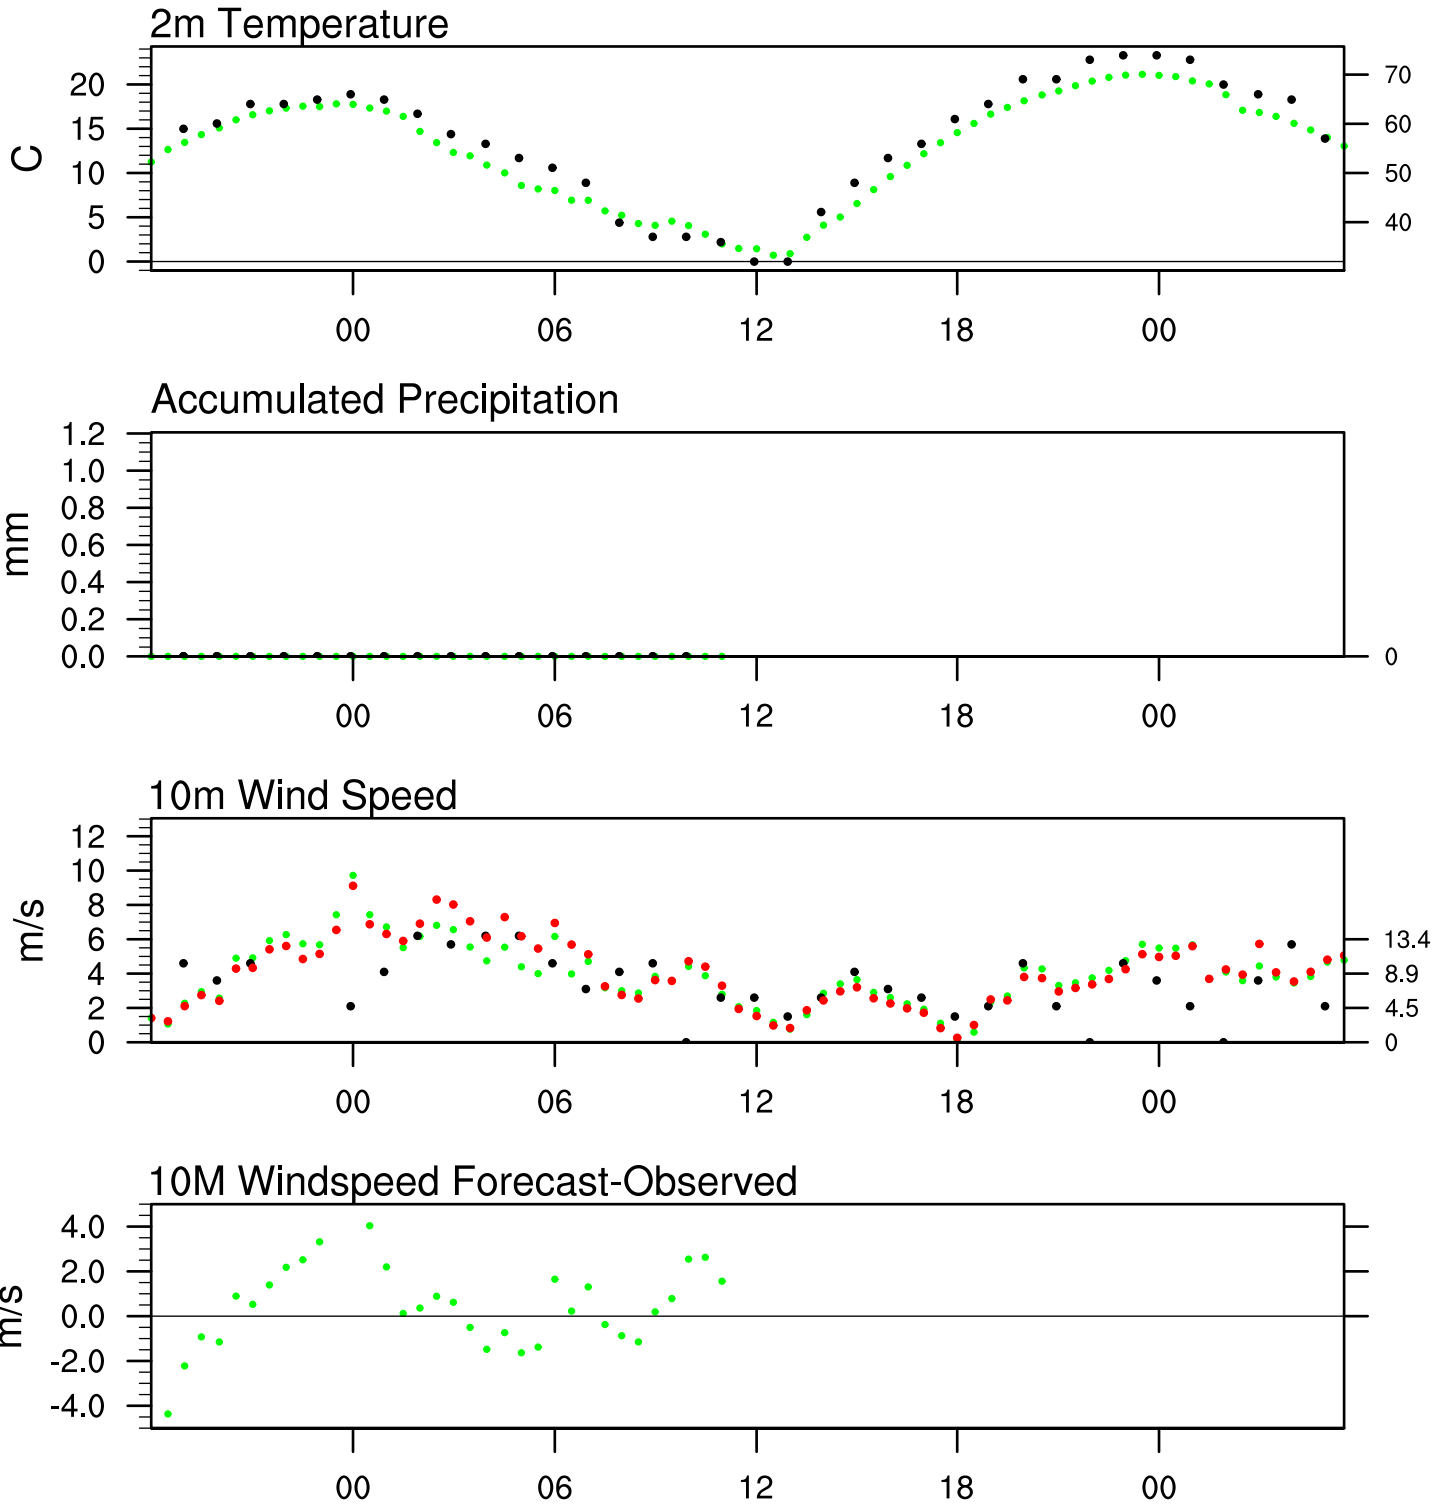 2m Temperature
C
20
15
10
5
0
70
60
50
40
00 06 12 18 00
Accumulated Precipitation
mm
1.2
1.0
0.8
0.6
0.4
0.2
0.0
0
00 06 12 18 00
10m Wind Speed
m/s
12
10
8
6
4
2
0
13.4
8.9
4.5
0
00 06 12 18 00
10M Windspeed Forecast-Observed
m/s
4.0
2.0
0.0
-2.0
-4.0
00 06 12 18 00